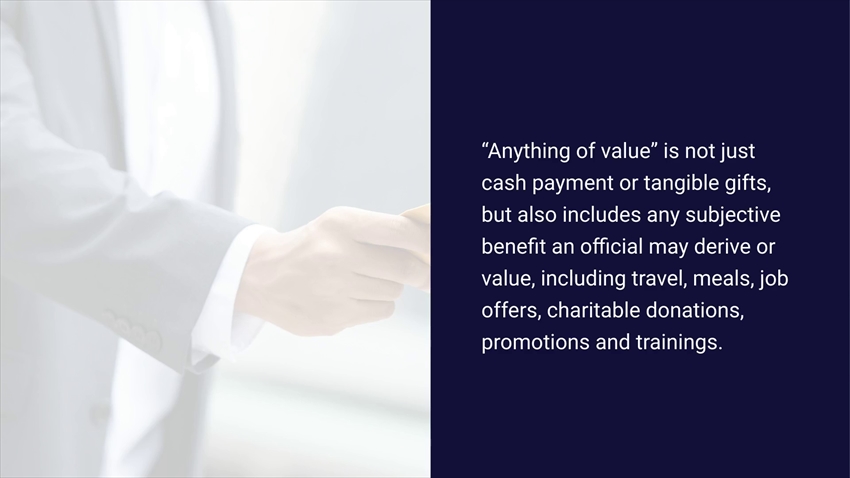 “Anything of value” is not just
cash payment or tangible gifts,
but also includes any subjective
benefit an official may derive or
value, including travel, meals, job
offers, charitable donations,
promotions and trainings.